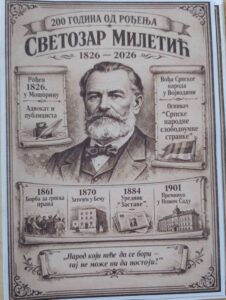 200 ГОДИНА ОД РОЂЕЊА
СВЕТОЗАР МИЛЕТИЋ
1826 – 2026
Рођен
1826.
у Мошорину
Адвокат и
публициста
Вођа Српског
народа
у Војводини
Оснивач
"Српске
народне
слободоумне
странке"
1861
Борба за српска
права
1870
Затвор у Бечу
1884
Уредник
"Заставе"
1901
Преминуо
у Новом Саду
„Народ који неће да се бори –
тај не може ни да постоји!"